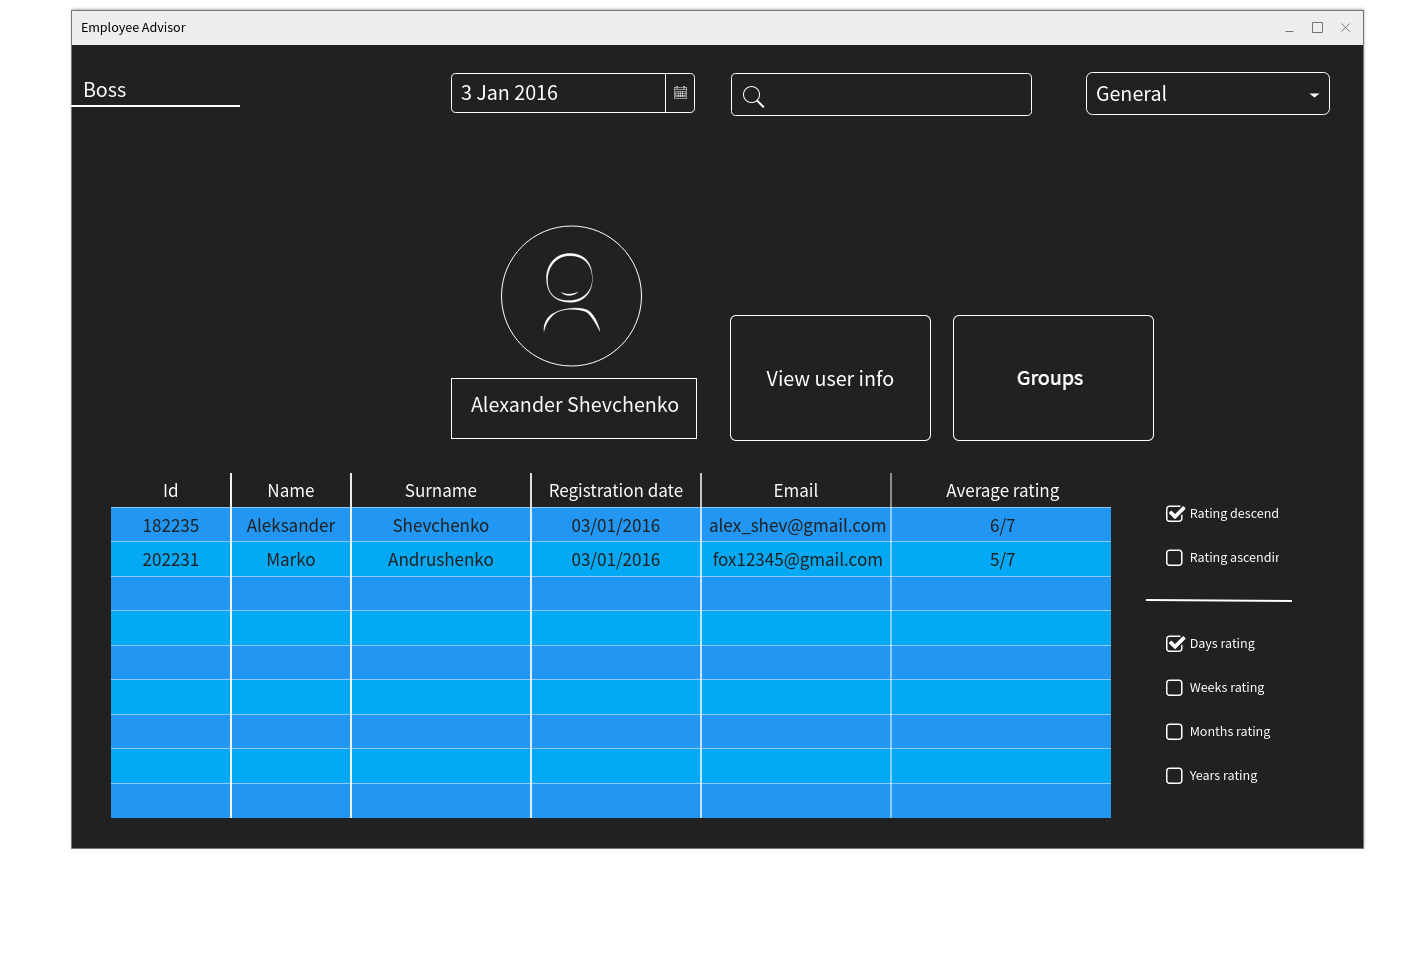 Employee Advisor
Boss
3 Jan 2016
General
Alexander Shevchenko
View user info
Groups
Id Name Surname Registration date Email Average rating
182235 Aleksander Shevchenko 03/01/2016 alex_shev@gmail.com 6/7
202231 Marko Andrushenko 03/01/2016 fox12345@gmail.com 5/7
Rating descend
Rating ascendin
Days rating
Weeks rating
Months rating
Years rating